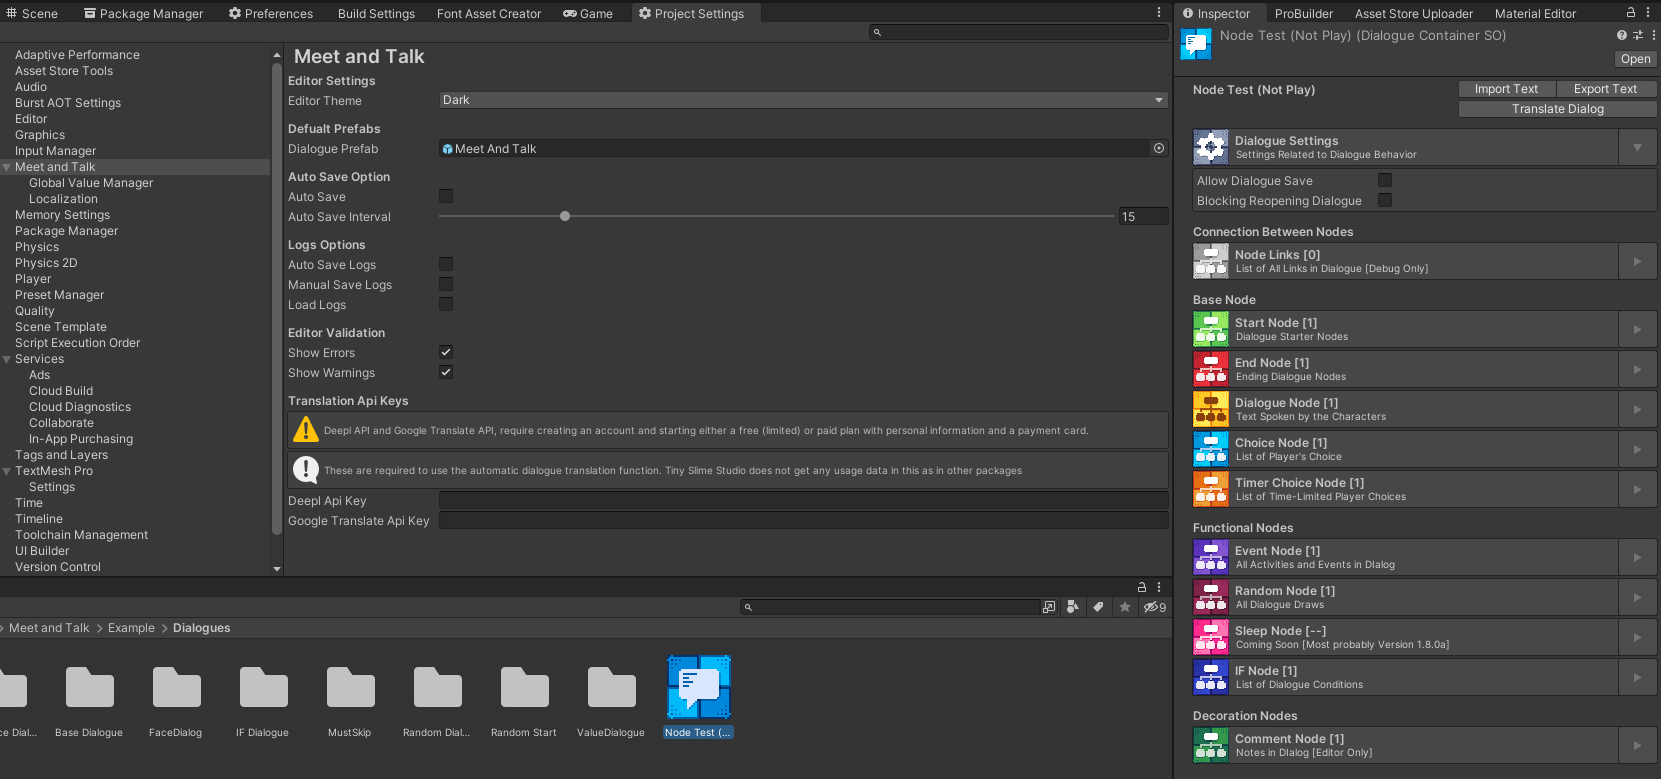 Scene
Package Manager
Preferences
Build Settings
Font Asset Creator
Game
Project Settings
Adaptive Performance
Asset Store Tools
Audio
Burst AOT Settings
Editor
Graphics
Input Manager
Meet and Talk
Global Value Manager
Localization
Memory Settings
Package Manager
Physics
Physics 2D
Player
Preset Manager
Quality
Scene Template
Script Execution Order
Services
Ads
Cloud Build
Cloud Diagnostics
Collaborate
In-App Purchasing
Tags and Layers
TextMesh Pro
Settings
Time
Timeline
Toolchain Management
UI Builder
Version Control
Meet and Talk
Editor Settings
Editor Theme
Dark
Defualt Prefabs
Dialogue Prefab
Meet And Talk
Auto Save Option
Auto Save
Auto Save Interval
15
Logs Options
Auto Save Logs
Manual Save Logs
Load Logs
Editor Validation
Show Errors
Show Warnings
Translation Api Keys
Deepl API and Google Translate API, require creating an account and starting either a free (limited) or paid plan with personal information and a payment card.
These are required to use the automatic dialogue translation function. Tiny Slime Studio does not get any usage data in this as in other packages
Deepl Api Key
Google Translate Api Key
9
Meet and Talk > Example > Dialogues
ce Dial...
Base Dialogue
FaceDialog
IF Dialogue
MustSkip
Random Dial...
Random Start
ValueDialogue
Node Test (...
Inspector
ProBuilder
Asset Store Uploader
Material Editor
Node Test (Not Play) (Dialogue Container SO)
Open
Node Test (Not Play)
Import Text
Export Text
Translate Dialog
Dialogue Settings
Settings Related to Dialogue Behavior
Allow Dialogue Save
Blocking Reopening Dialogue
Connection Between Nodes
Node Links [0]
List of All Links in Dialogue [Debug Only]
Base Node
Start Node [1]
Dialogue Starter Nodes
End Node [1]
Ending Dialogue Nodes
Dialogue Node [1]
Text Spoken by the Characters
Choice Node [1]
List of Player's Choice
Timer Choice Node [1]
List of Time-Limited Player Choices
Functional Nodes
Event Node [1]
All Activities and Events in DIalog
Random Node [1]
All Dialogue Draws
Sleep Node [--]
Coming Soon [Most probably Version 1.8.0a]
IF Node [1]
List of Dialogue Conditions
Decoration Nodes
Comment Node [1]
Notes in DIalog [Editor Only]